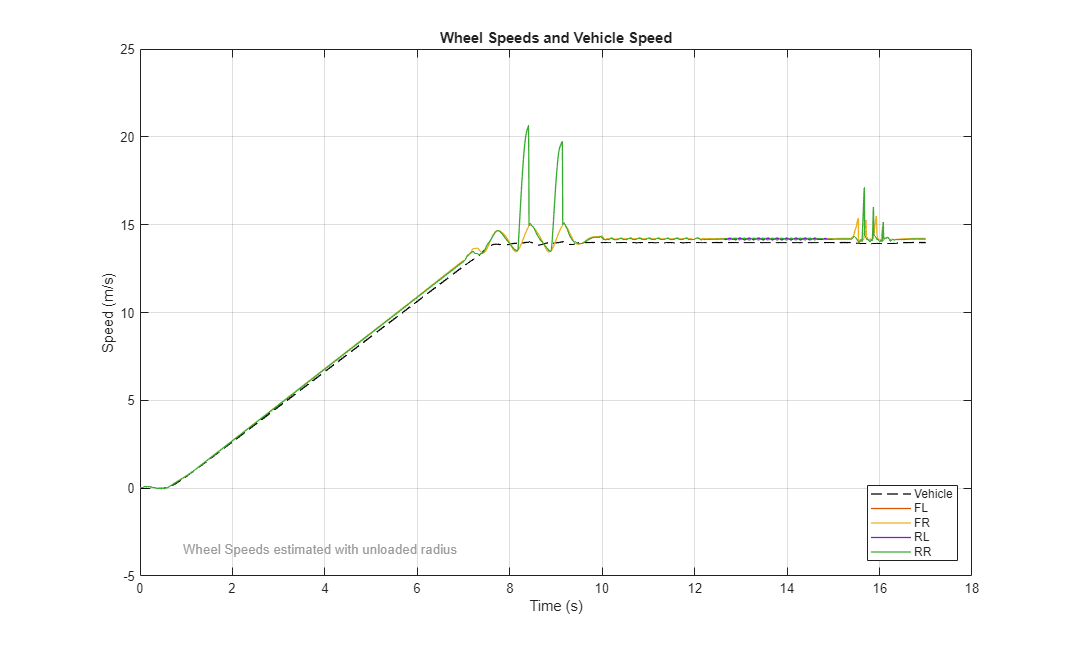 Wheel Speeds and Vehicle Speed
25
20
15
10
5
0
-5
Speed (m/s)
0 2 4 6 8 10 12 14 16 18
Time (s)
Wheel Speeds estimated with unloaded radius
Vehicle
FL
FR
RL
RR